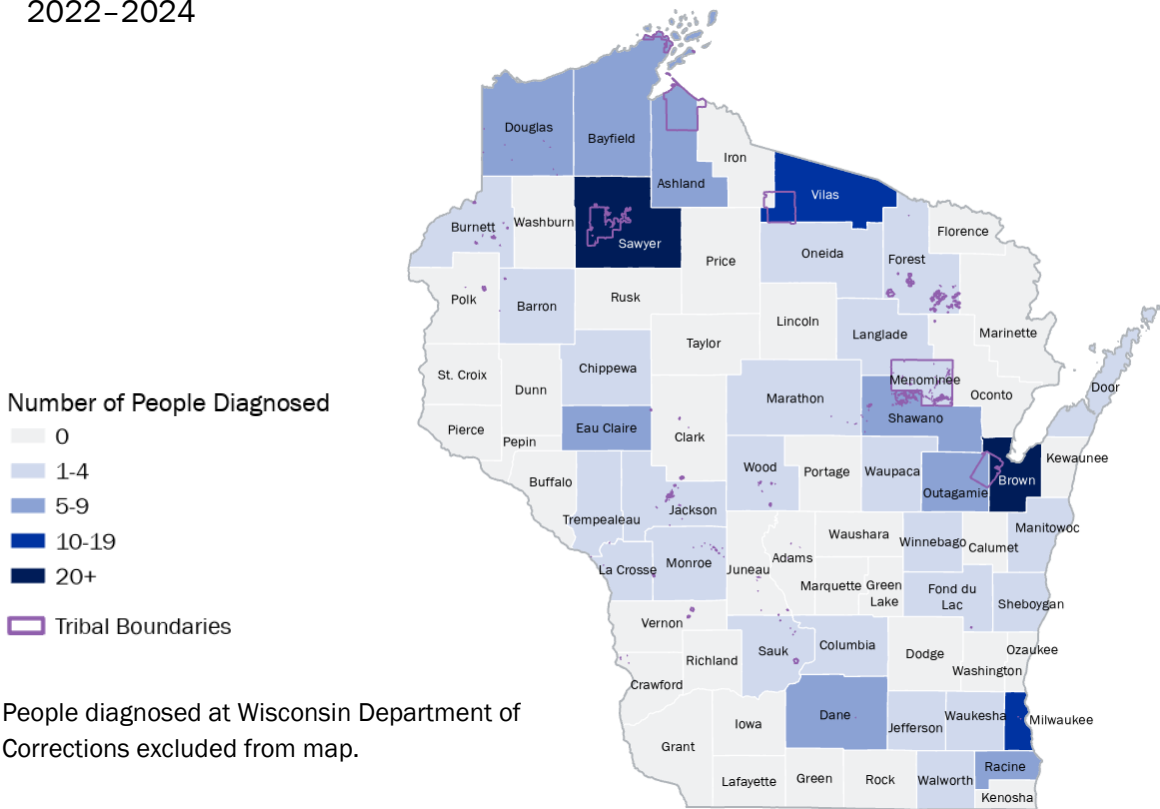 2022–2024
Number of People Diagnosed
0
1-4
5-9
10-19
20+
Tribal Boundaries
People diagnosed at Wisconsin Department of
Corrections excluded from map.
Douglas
Bayfield
Iron
Ashland
Vilas
Burnett
Washburn
Sawyer
Florence
Oneida
Forest
Price
Polk
Barron
Rusk
Lincoln
Marinette
Langlade
Taylor
Chippewa
St. Croix
Dunn
Menominee
Door
Oconto
Marathon
Shawano
Pierce
Pepin
Eau Claire
Clark
Kewaunee
Wood
Portage
Waupaca
Brown
Buffalo
Outagamie
Jackson
Trempealeau
Manitowoc
Waushara
Winnebago
Calumet
Adams
La Crosse
Monroe
Juneau
Marquette
Green
Lake
Fond du
Lac
Sheboygan
Vernon
Sauk
Columbia
Dodge
Ozaukee
Richland
Washington
Crawford
Dane
Jefferson
Waukesha
Milwaukee
Iowa
Grant
Racine
Lafayette
Green
Rock
Walworth
Kenosha